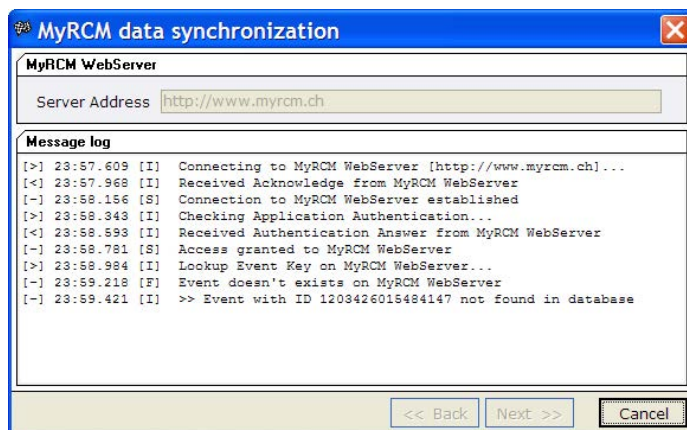 MyRCM data synchronization
MyRCM WebServer
Server Address http://www.myrcm.ch
Message log
[>] 23:57.609 [I] Connecting to MyRCM WebServer [http://www.myrcm.ch]...
[<] 23:57.968 [I] Received Acknowledge from MyRCM WebServer
[-] 23:58.156 [S] Connection to MyRCM WebServer established
[>] 23:58.343 [I] Checking Application Authentication...
[<] 23:58.593 [I] Received Authentication Answer from MyRCM WebServer
[-] 23:58.781 [S] Access granted to MyRCM WebServer
[>] 23:58.984 [I] Lookup Event Key on MyRCM WebServer...
[-] 23:59.218 [F] Event doesn't exists on MyRCM WebServer
[-] 23:59.421 [I] >> Event with ID 1203426015484147 not found in database
<< Back Next >> Cancel